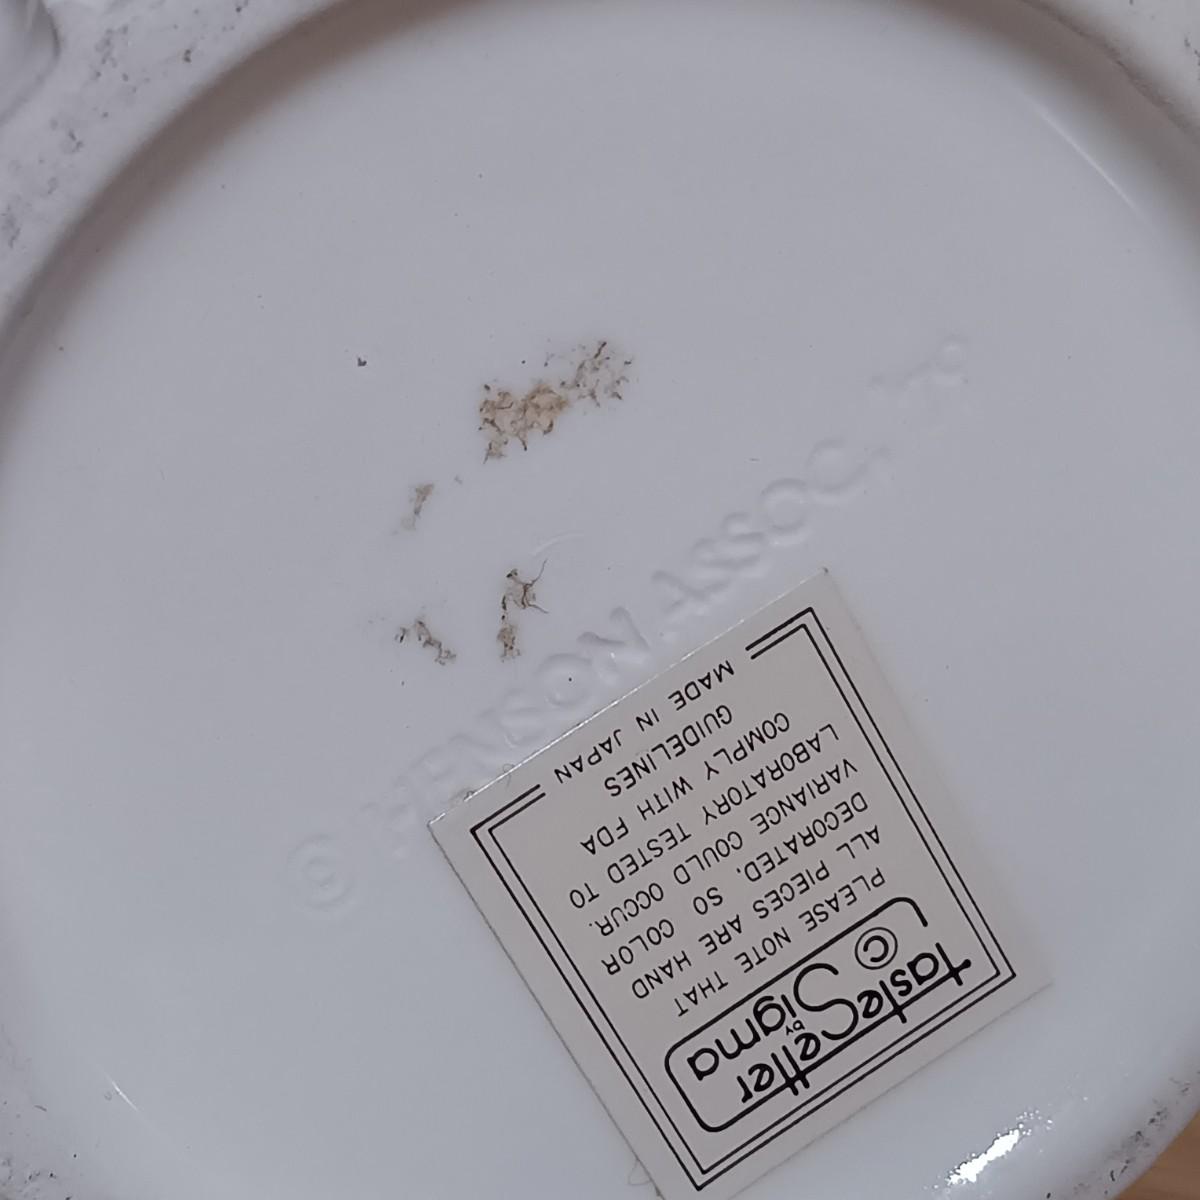 © HENSON ASSOC., Inc
tasteSetter
by
Sigma ©
PLEASE NOTE THAT
ALL PIECES ARE HAND
DECORATED, SO COLOR
VARIANCE COULD OCCUR.
LABORATORY TESTED TO
COMPLY WITH FDA
GUIDELINES
MADE IN JAPAN